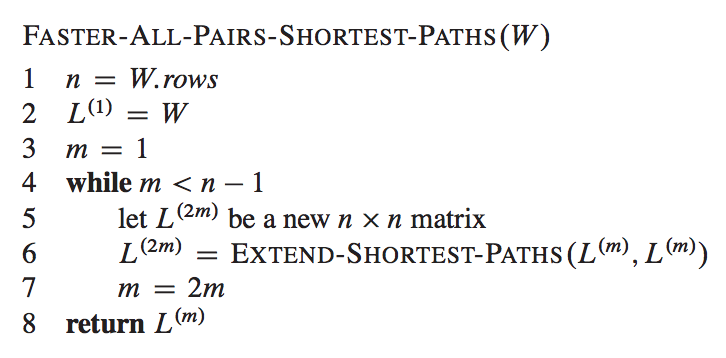 FASTER-ALL-PAIRS-SHORTEST-PATHS(W)
1 n = W.rows
2 L^(1) = W
3 m = 1
4 while m < n − 1
5 let L^(2m) be a new n × n matrix
6 L^(2m) = EXTEND-SHORTEST-PATHS(L^(m), L^(m))
7 m = 2m
8 return L^(m)